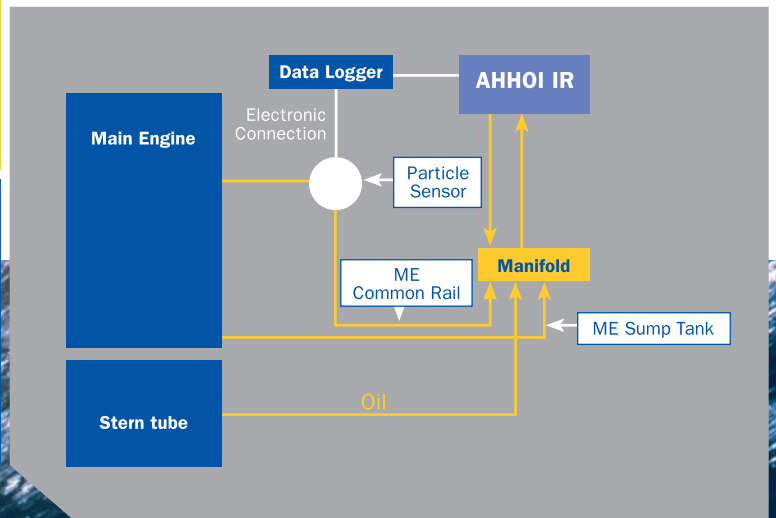 Data Logger
AHHOI IR
Electronic
Connection
Main Engine
Particle
Sensor
Manifold
ME
Common Rail
ME Sump Tank
Oil
Stern tube